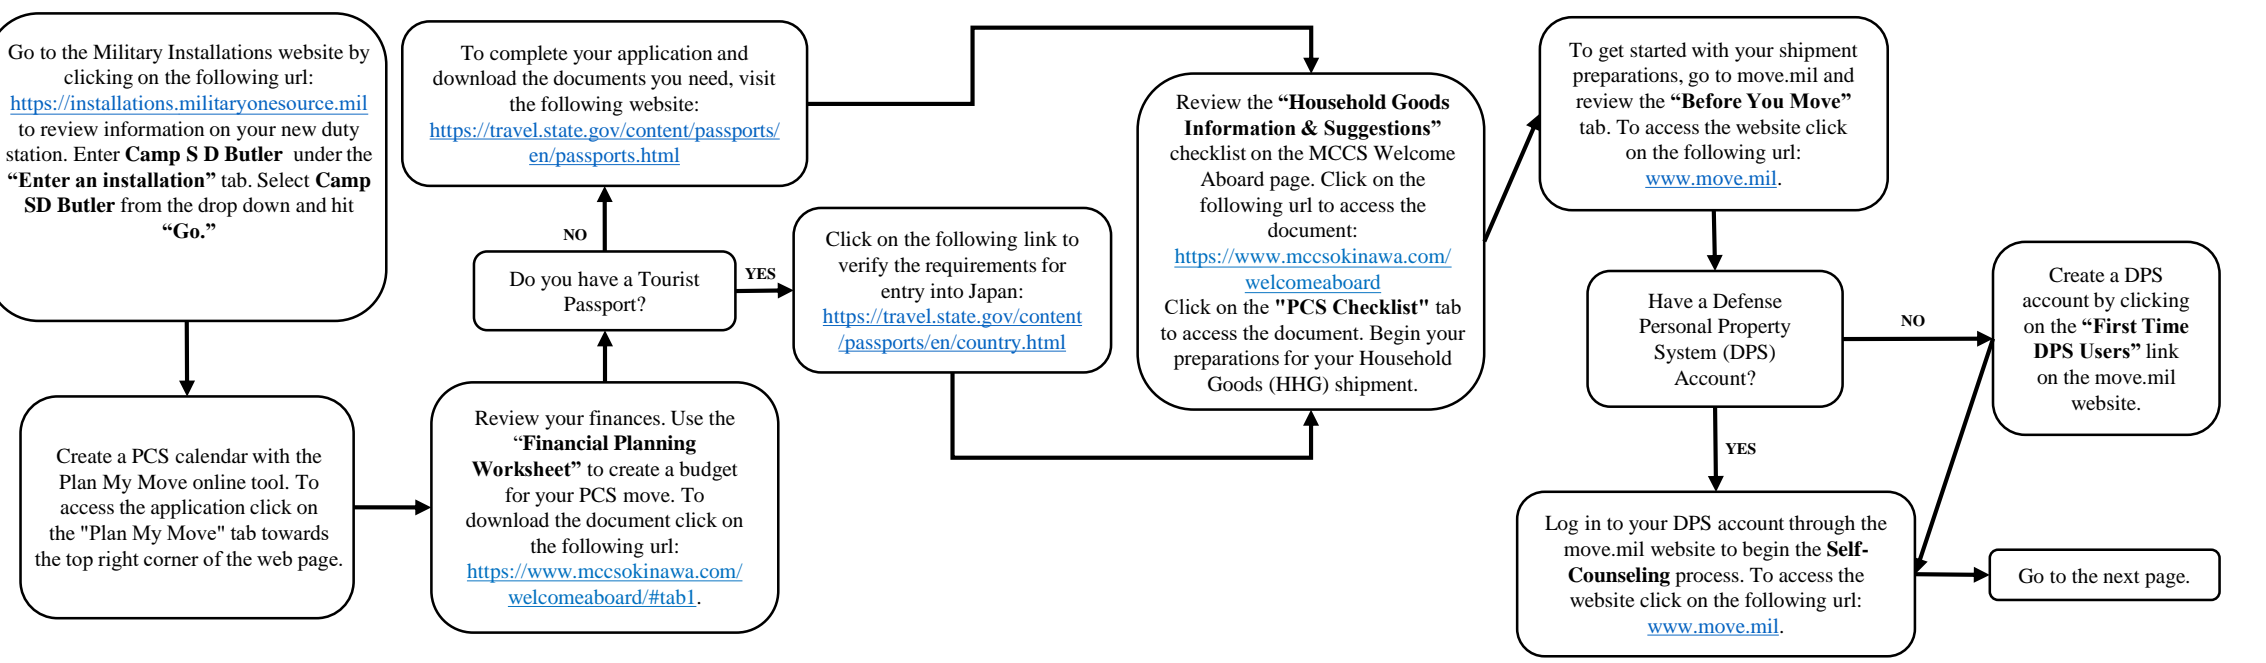 Go to the Military Installations website by
clicking on the following url:
https://installations.militaryonesource.mil
to review information on your new duty
station. Enter Camp S D Butler under the
“Enter an installation” tab. Select Camp
SD Butler from the drop down and hit
“Go.”
Create a PCS calendar with the
Plan My Move online tool. To
access the application click on
the "Plan My Move" tab towards
the top right corner of the web page.
Review your finances. Use the
“Financial Planning
Worksheet” to create a budget
for your PCS move. To
download the document click on
the following url:
https://www.mccsokinawa.com/
welcomeaboard/#tab1.
Do you have a Tourist
Passport?
NO
To complete your application and
download the documents you need, visit
the following website:
https://travel.state.gov/content/passports/
en/passports.html
YES
Click on the following link to
verify the requirements for
entry into Japan:
https://travel.state.gov/content
/passports/en/country.html
Review the “Household Goods
Information & Suggestions”
checklist on the MCCS Welcome
Aboard page. Click on the
following url to access the
document:
https://www.mccsokinawa.com/
welcomeaboard
Click on the "PCS Checklist" tab
to access the document. Begin your
preparations for your Household
Goods (HHG) shipment.
To get started with your shipment
preparations, go to move.mil and
review the “Before You Move”
tab. To access the website click
on the following url:
www.move.mil.
Have a Defense
Personal Property
System (DPS)
Account?
NO
Create a DPS
account by clicking
on the “First Time
DPS Users” link
on the move.mil
website.
YES
Log in to your DPS account through the
move.mil website to begin the Self-
Counseling process. To access the
website click on the following url:
www.move.mil.
Go to the next page.